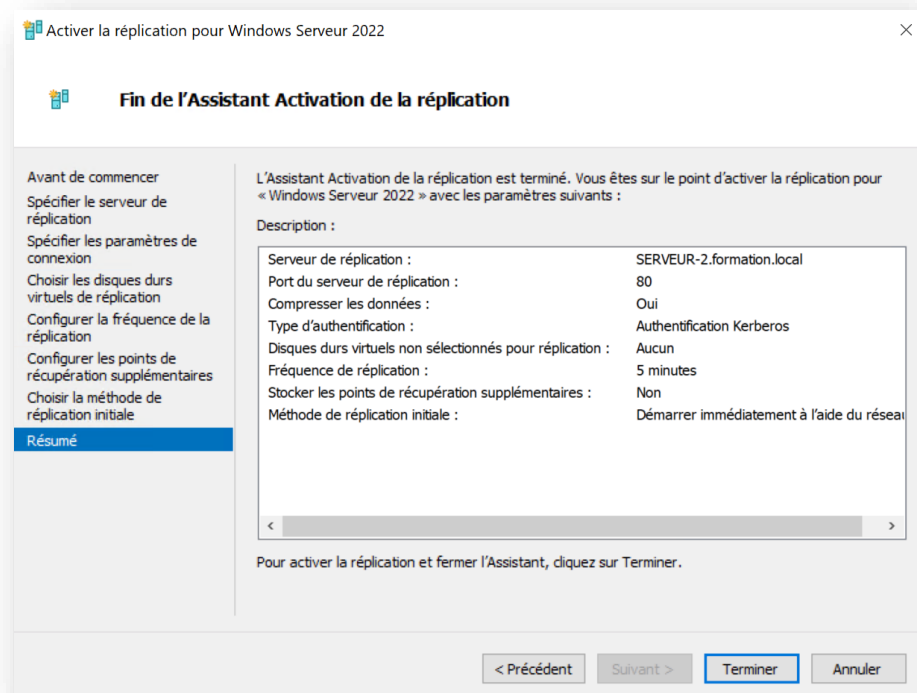 Activer la réplication pour Windows Serveur 2022
Fin de l'Assistant Activation de la réplication
Avant de commencer
Spécifier le serveur de
réplication
Spécifier les paramètres de
connexion
Choisir les disques durs
virtuels de réplication
Configurer la fréquence de la
réplication
Configurer les points de
récupération supplémentaires
Choisir la méthode de
réplication initiale
Résumé
L'Assistant Activation de la réplication est terminé. Vous êtes sur le point d'activer la réplication pour
« Windows Serveur 2022 » avec les paramètres suivants :
Description :
Serveur de réplication : SERVEUR-2.formation.local
Port du serveur de réplication : 80
Compresser les données : Oui
Type d'authentification : Authentification Kerberos
Disques durs virtuels non sélectionnés pour réplication : Aucun
Fréquence de réplication : 5 minutes
Stocker les points de récupération supplémentaires : Non
Méthode de réplication initiale : Démarrer immédiatement à l'aide du
Pour activer la réplication et fermer l'Assistant, cliquez sur Terminer.
< Précédent
Suivant >
Terminer
Annuler